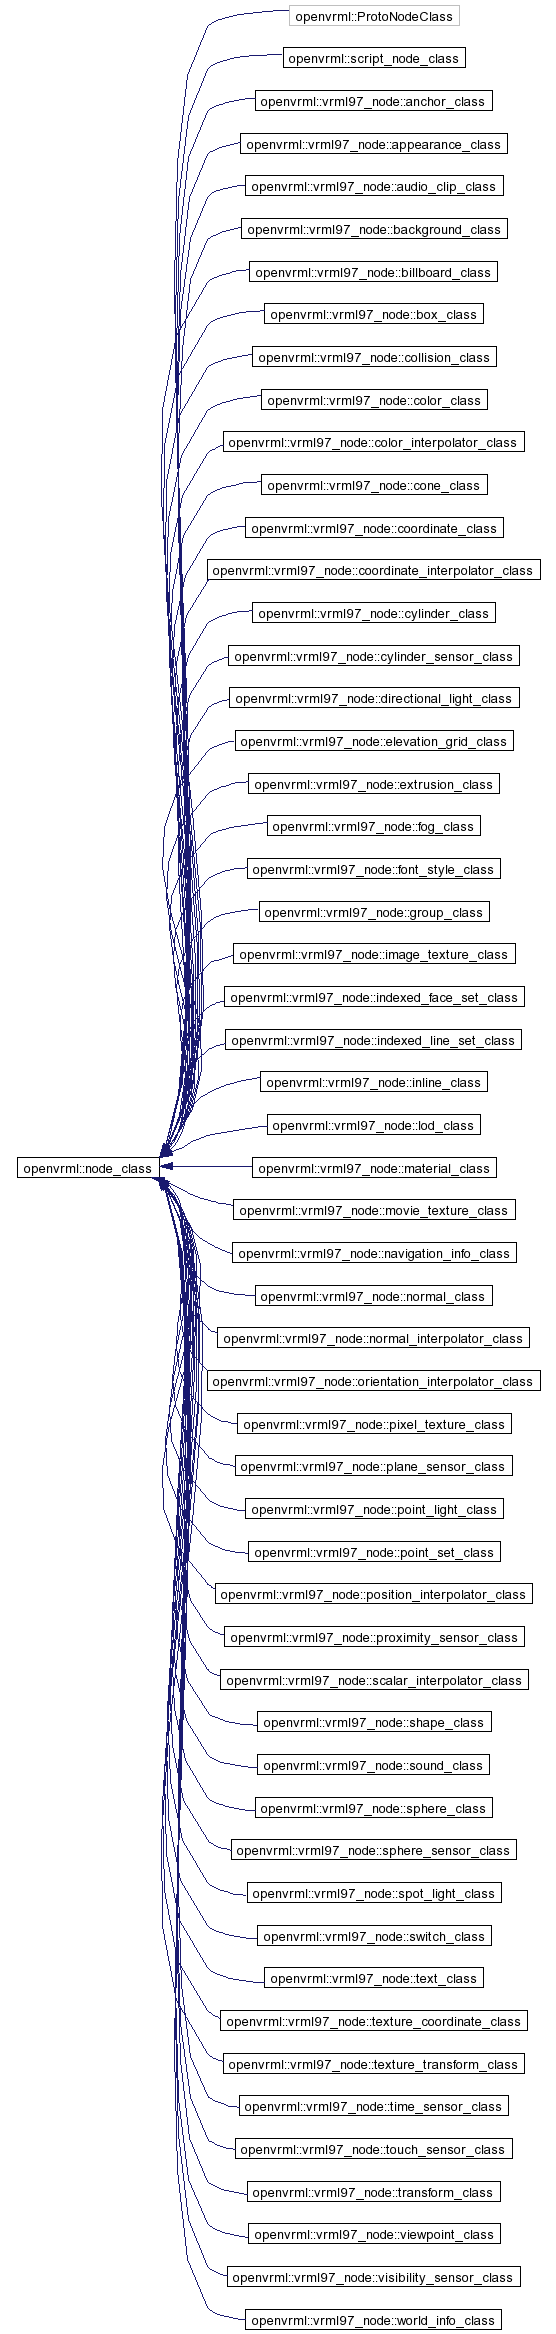 openvrml::ProtoNodeClass
openvrml::script_node_class
openvrml::vrml97_node::anchor_class
openvrml::vrml97_node::appearance_class
openvrml::vrml97_node::audio_clip_class
openvrml::vrml97_node::background_class
openvrml::vrml97_node::billboard_class
openvrml::vrml97_node::box_class
openvrml::vrml97_node::collision_class
openvrml::vrml97_node::color_class
openvrml::vrml97_node::color_interpolator_class
openvrml::vrml97_node::cone_class
openvrml::vrml97_node::coordinate_class
openvrml::vrml97_node::coordinate_interpolator_class
openvrml::vrml97_node::cylinder_class
openvrml::vrml97_node::cylinder_sensor_class
openvrml::vrml97_node::directional_light_class
openvrml::vrml97_node::elevation_grid_class
openvrml::vrml97_node::extrusion_class
openvrml::vrml97_node::fog_class
openvrml::vrml97_node::font_style_class
openvrml::vrml97_node::group_class
openvrml::vrml97_node::image_texture_class
openvrml::vrml97_node::indexed_face_set_class
openvrml::vrml97_node::indexed_line_set_class
openvrml::vrml97_node::inline_class
openvrml::vrml97_node::lod_class
openvrml::node_class
openvrml::vrml97_node::material_class
openvrml::vrml97_node::movie_texture_class
openvrml::vrml97_node::navigation_info_class
openvrml::vrml97_node::normal_class
openvrml::vrml97_node::normal_interpolator_class
openvrml::vrml97_node::orientation_interpolator_class
openvrml::vrml97_node::pixel_texture_class
openvrml::vrml97_node::plane_sensor_class
openvrml::vrml97_node::point_light_class
openvrml::vrml97_node::point_set_class
openvrml::vrml97_node::position_interpolator_class
openvrml::vrml97_node::proximity_sensor_class
openvrml::vrml97_node::scalar_interpolator_class
openvrml::vrml97_node::shape_class
openvrml::vrml97_node::sound_class
openvrml::vrml97_node::sphere_class
openvrml::vrml97_node::sphere_sensor_class
openvrml::vrml97_node::spot_light_class
openvrml::vrml97_node::switch_class
openvrml::vrml97_node::text_class
openvrml::vrml97_node::texture_coordinate_class
openvrml::vrml97_node::texture_transform_class
openvrml::vrml97_node::time_sensor_class
openvrml::vrml97_node::touch_sensor_class
openvrml::vrml97_node::transform_class
openvrml::vrml97_node::viewpoint_class
openvrml::vrml97_node::visibility_sensor_class
openvrml::vrml97_node::world_info_class